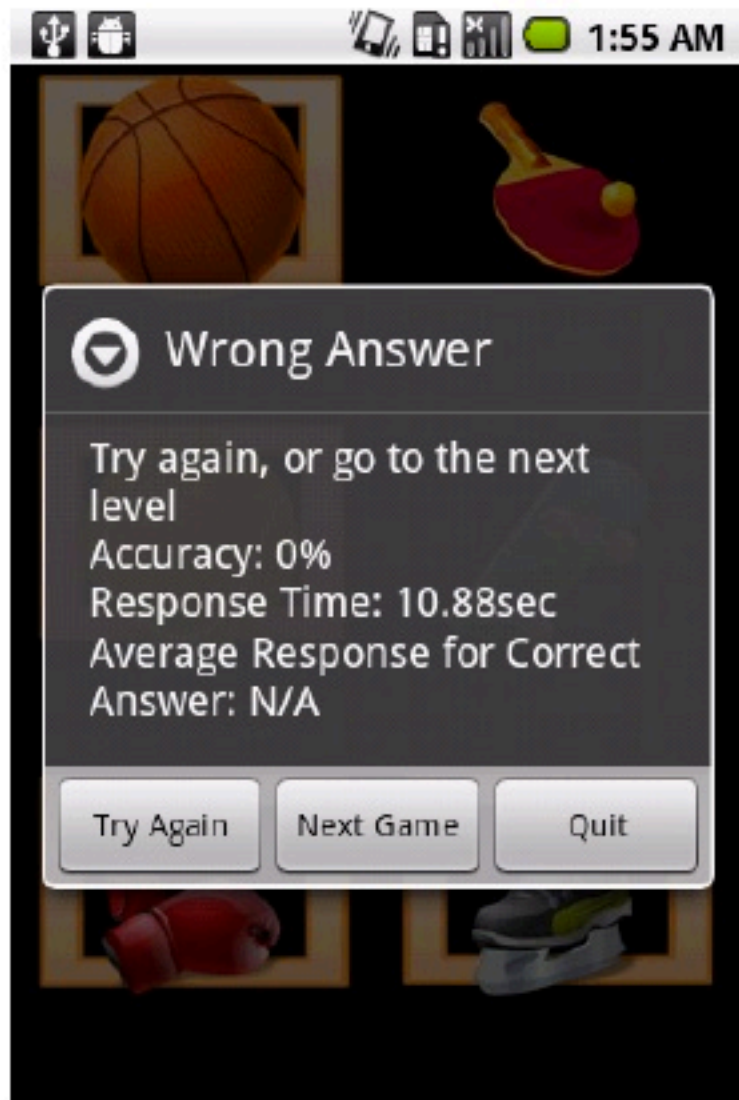 1:55 AM
Wrong Answer
Try again, or go to the next
level
Accuracy: 0%
Response Time: 10.88sec
Average Response for Correct
Answer: N/A
Try Again
Next Game
Quit